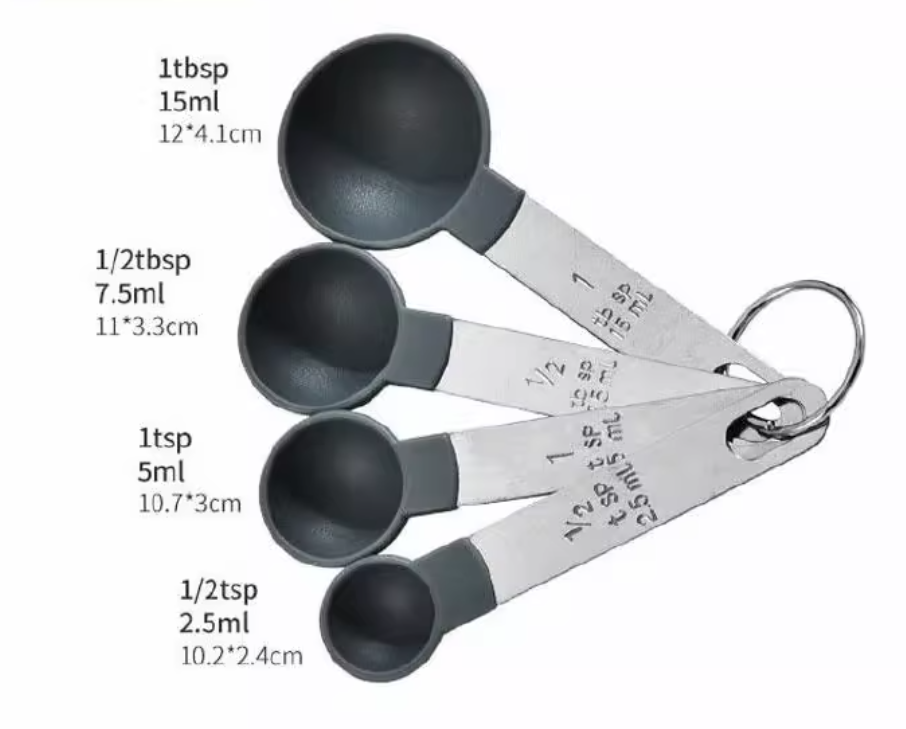 1tbsp
15ml
12*4.1cm
1/2tbsp
7.5ml
11*3.3cm
1tsp
5ml
10.7*3cm
1/2tsp
2.5ml
10.2*2.4cm
1
tb sp
15 mL
1/2
tb sp
5 mL
1
t sp
5 mL
1/2
t sp
2.5 mL